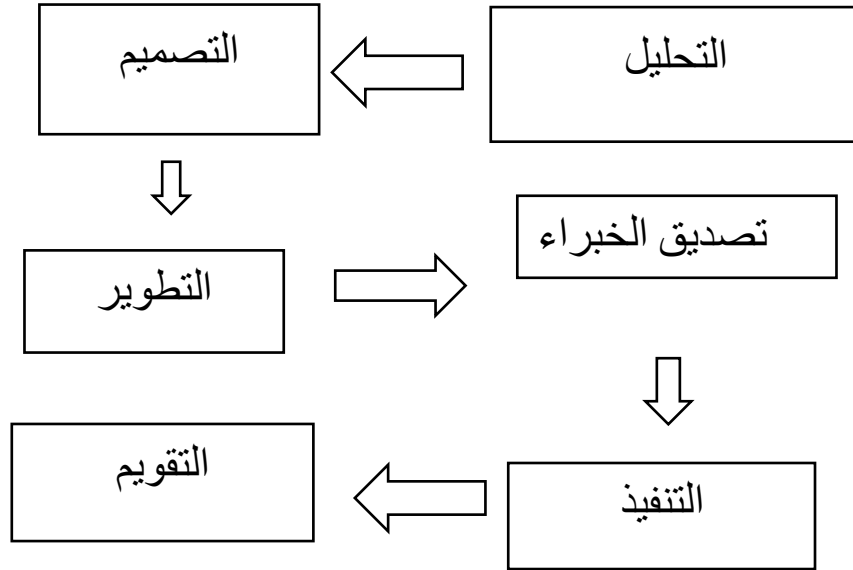 التحليل
التصميم
التطوير
تصديق الخبراء
التنفيذ
التقويم